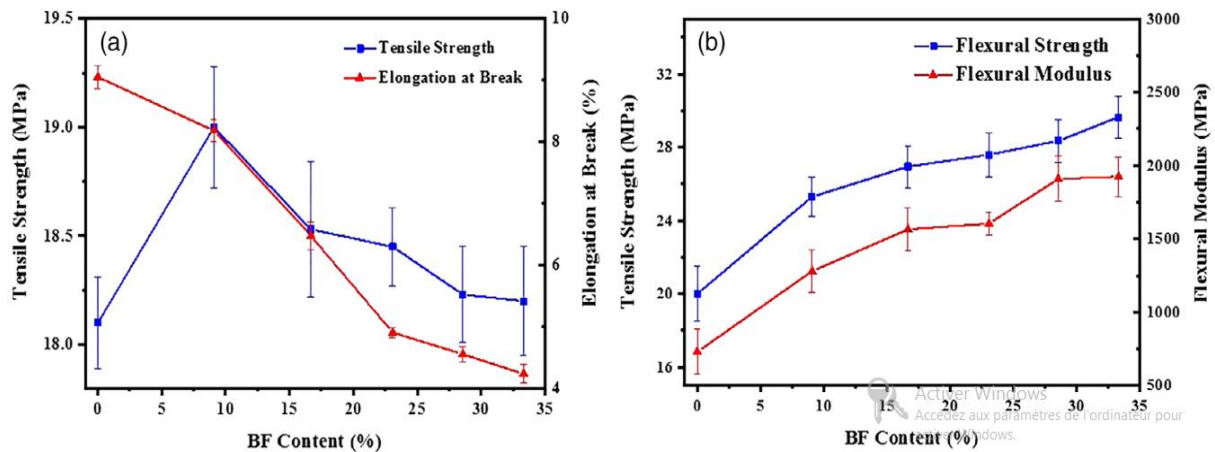 (a)
Tensile Strength
Elongation at Break
19.5
19.0
18.5
18.0
Tensile Strength (MPa)
10
8
6
4
Elongation at Break (%)
0 5 10 15 20 25 30 35
BF Content (%)
(b)
Flexural Strength
Flexural Modulus
32
28
24
20
16
Tensile Strength (MPa)
3000
2500
2000
1500
1000
500
Flexural Modulus (MPa)
0 5 10 15 20 25 30 35
BF Content (%)
Activer Windows
Accédez aux paramètres de l'ordinateur pour
activer Windows.